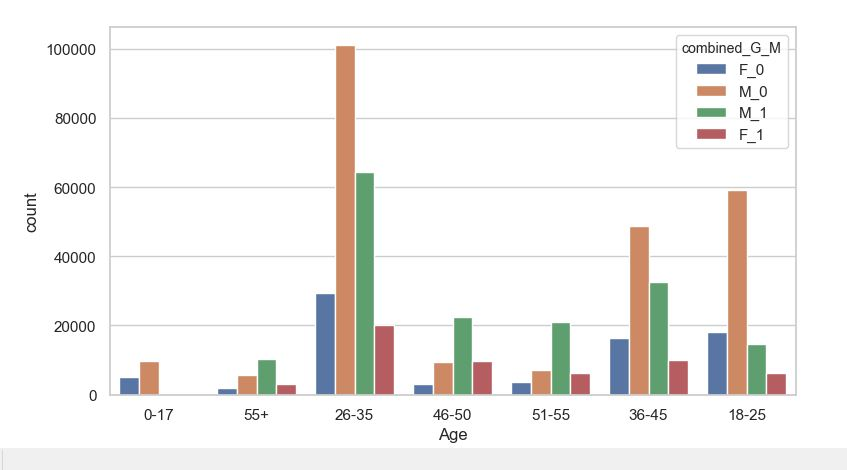 100000
80000
60000
40000
20000
0
count
combined_G_M
F_0
M_0
M_1
F_1
0-17 55+ 26-35 46-50 51-55 36-45 18-25
Age